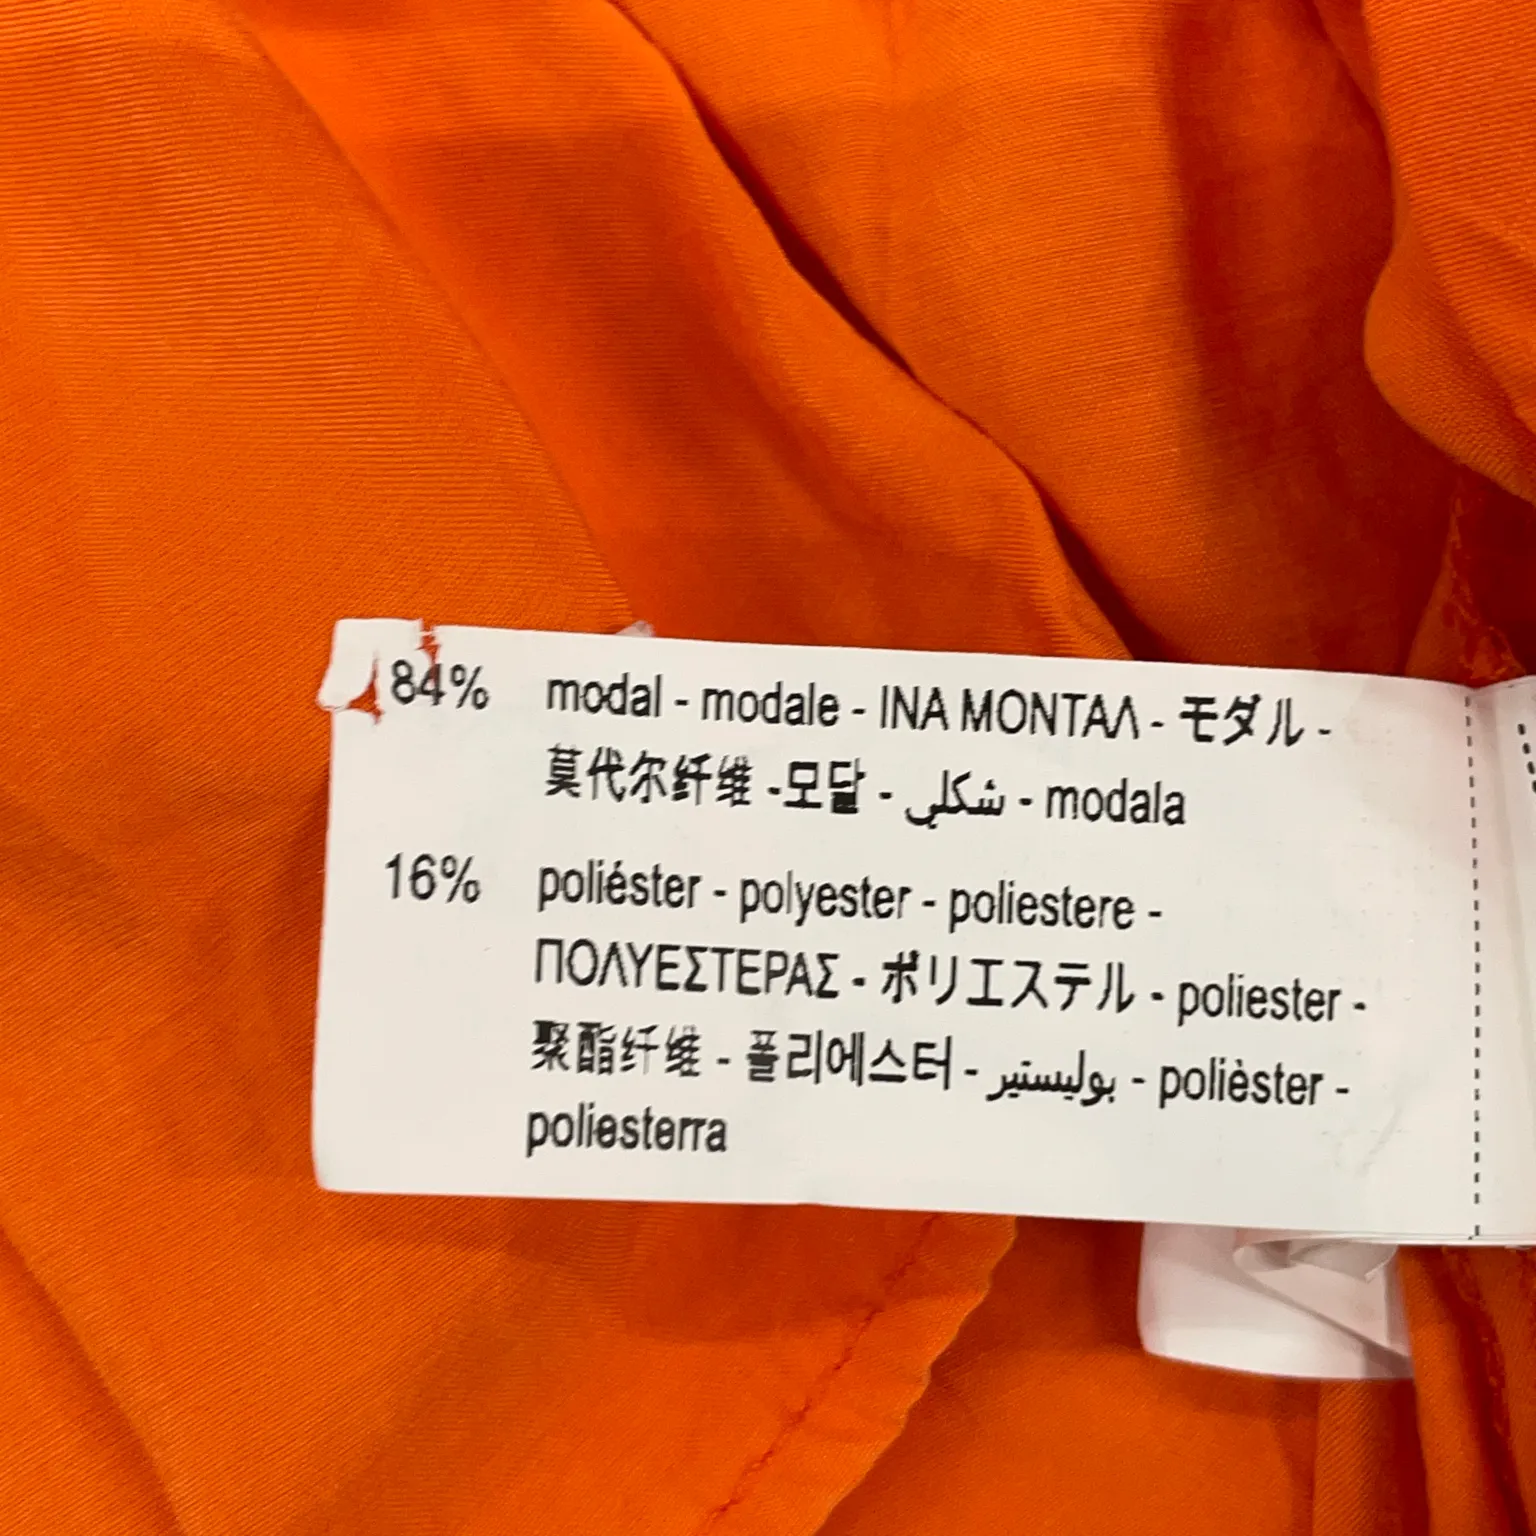 84% modal - modale - ΙΝΑ ΜΟΝΤΑΛ - モダル -
莫代尔纤维 -모달 - شكلي - modala
16% poliéster - polyester - poliestere -
ΠΟΛΥΕΣΤΕΡΑΣ - ポリエステル - poliester -
聚酯纤维 - 폴리에스터 - بوليستير - polièster -
poliesterra